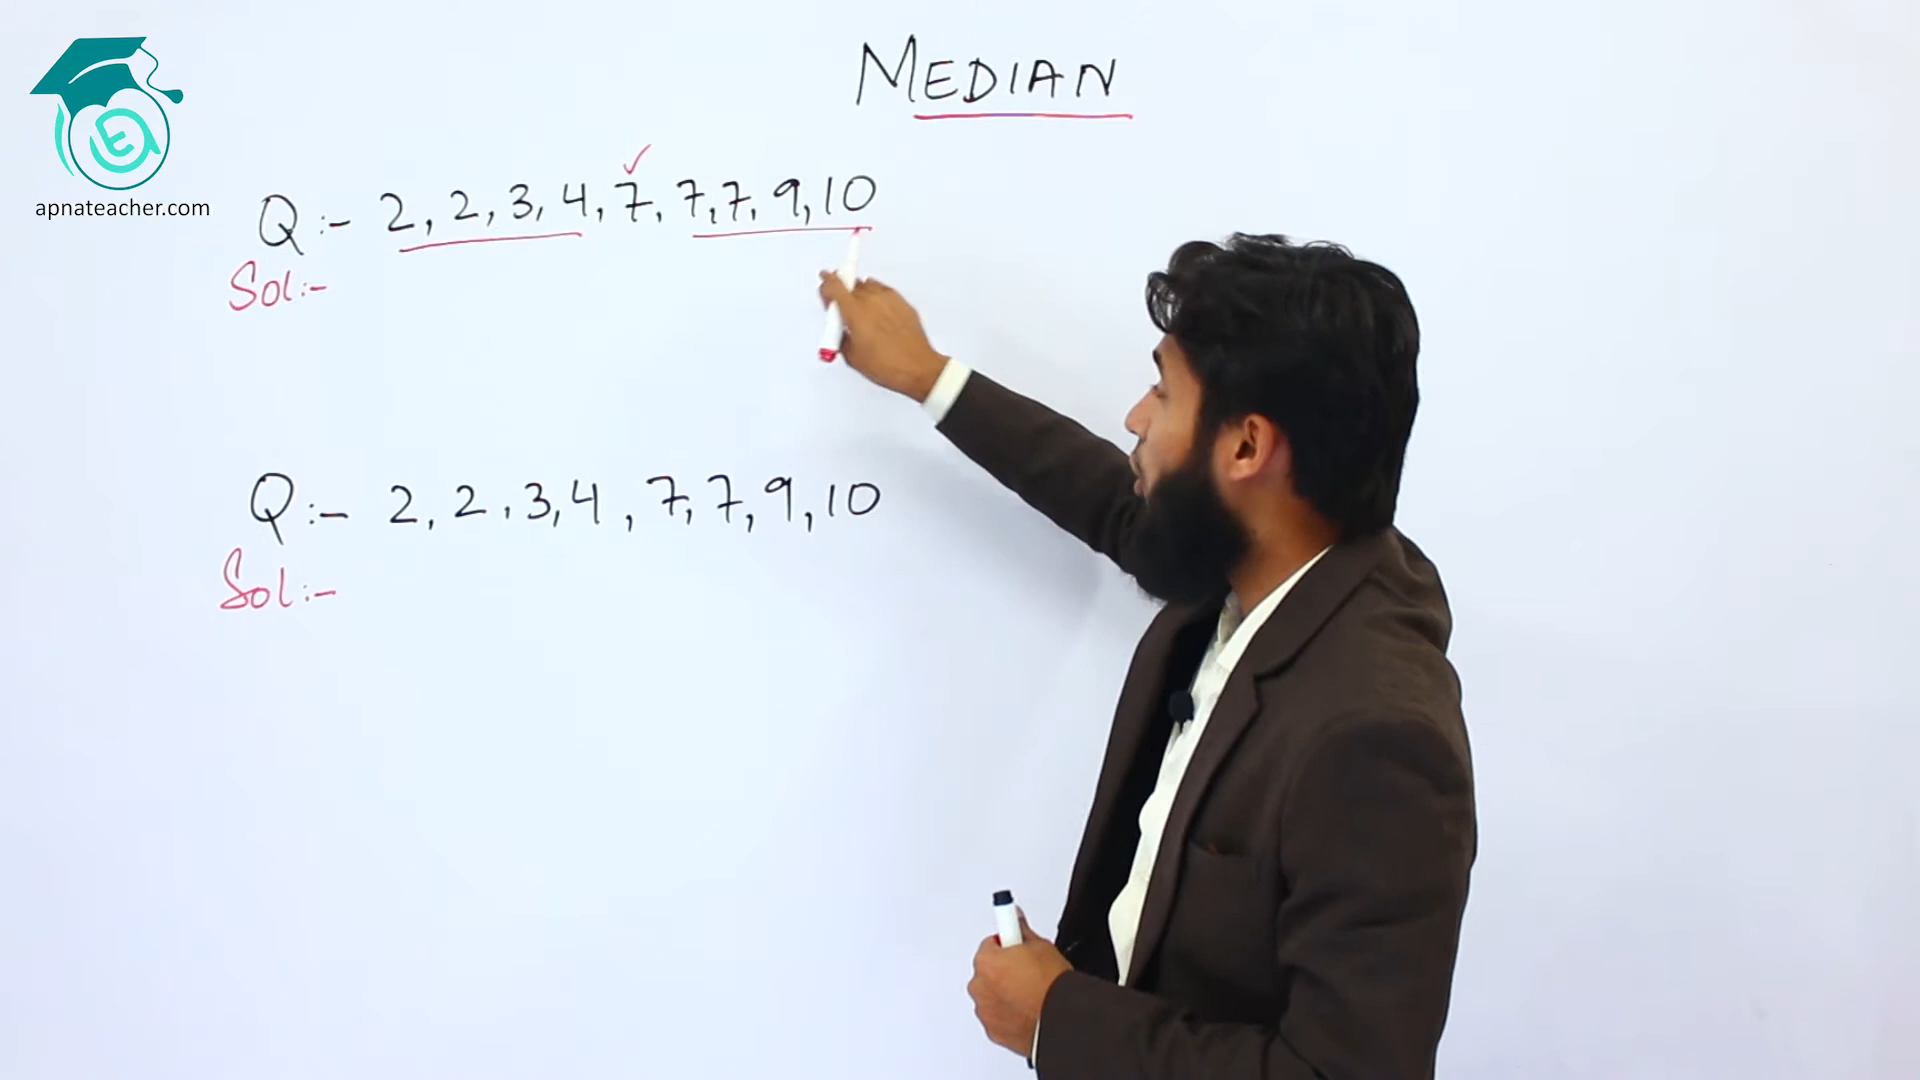 MEDIAN
apnateacher.com
Q:- 2, 2, 3, 4, 7, 7, 7, 9, 10
Sol:-
Q:- 2, 2, 3, 4, 7, 7, 9, 10
Sol:-